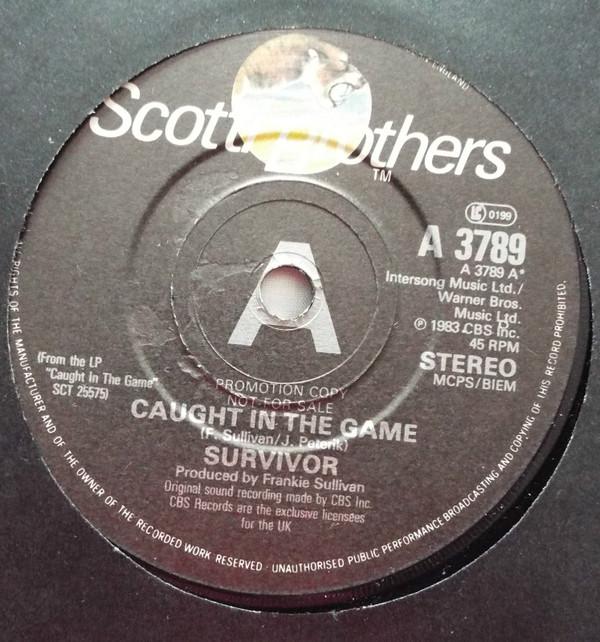 ENGLAND
Scotti Brothers
TM
LC 0199
A 3789
A 3789 A*
Intersong Music Ltd./
Warner Bros.
Music Ltd.
℗ 1983 CBS Inc.
45 RPM
STEREO
MCPS/BIEM
A
(From the LP
"Caught In The Game"
SCT 25575)
PROMOTION COPY
NOT FOR SALE
CAUGHT IN THE GAME
(F. Sullivan/J. Peterik)
SURVIVOR
Produced by Frankie Sullivan
Original sound recording made by CBS Inc.
CBS Records are the exclusive licensees
for the UK
RIGHTS OF THE MANUFACTURER AND OF THE OWNER OF THE RECORDED WORK RESERVED · UNAUTHORISED PUBLIC PERFORMANCE BROADCASTING AND COPYING OF THIS RECORD PROHIBITED.